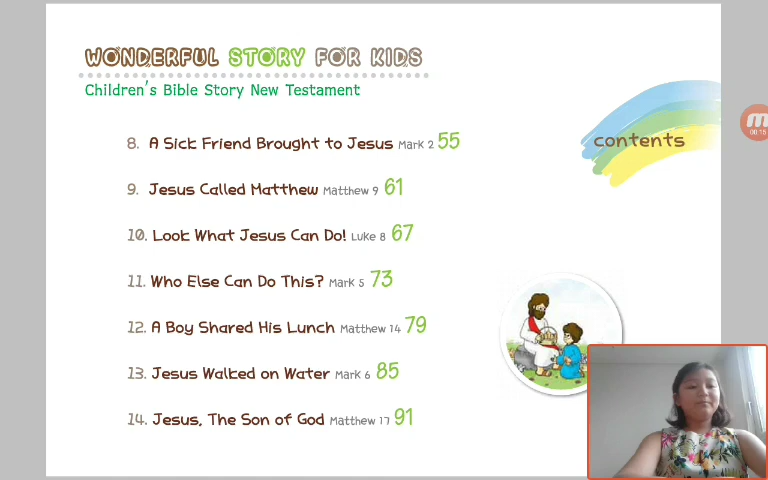 WONDERFUL STORY FOR KIDS
Children's Bible Story New Testament
contents
8. A Sick Friend Brought to Jesus Mark 2 55
9. Jesus Called Matthew Matthew 9 61
10. Look What Jesus Can Do! Luke 8 67
11. Who Else Can Do This? Mark 5 73
12. A Boy Shared His Lunch Matthew 14 79
13. Jesus Walked on Water Mark 6 85
14. Jesus, The Son of God Matthew 17 91
M
00:15